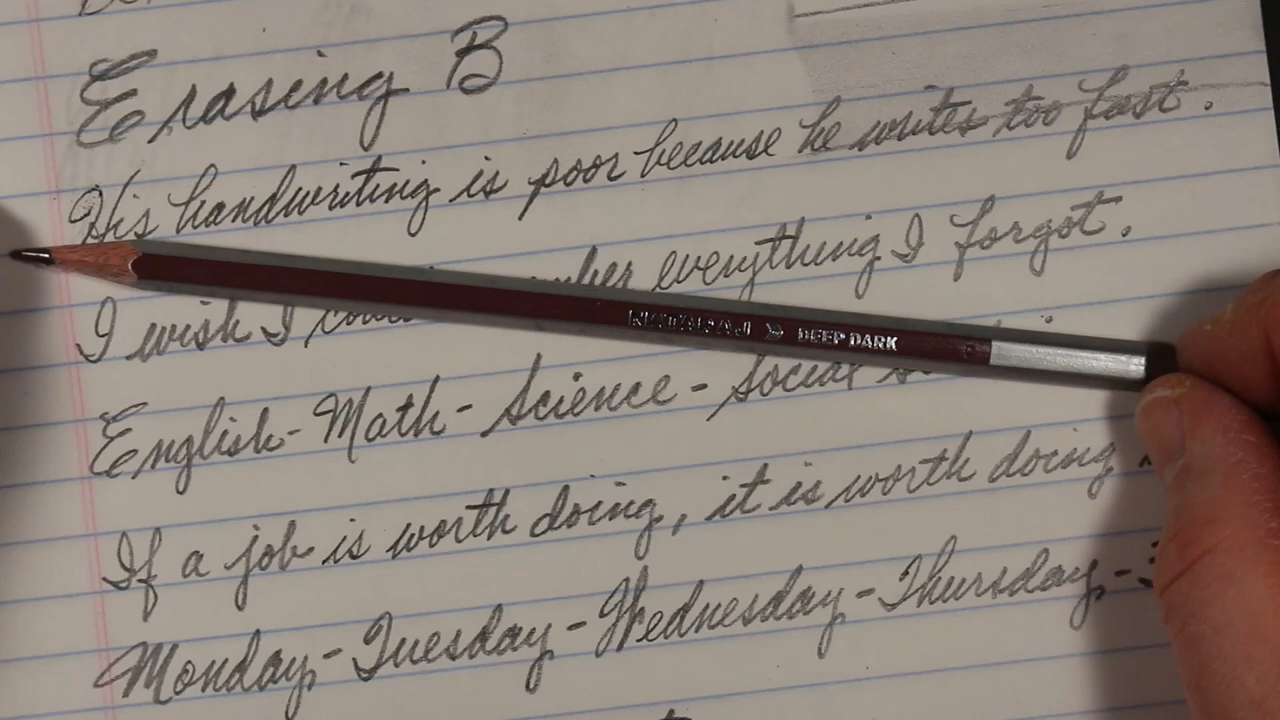 Erasing B
His handwriting is poor because he writes too fast.
I wish I everything I forgot.
NATARAJ DEEP DARK
English - Math - Science - Social
If a job is worth doing, it is worth doing
Monday - Tuesday - Wednesday - Thursday -